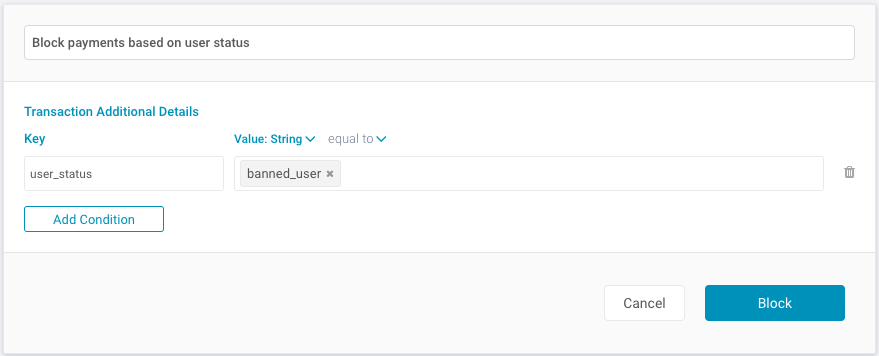 Block payments based on user status
Transaction Additional Details
Key Value: String equal to
user_status banned_user ✖
Add Condition
Cancel Block